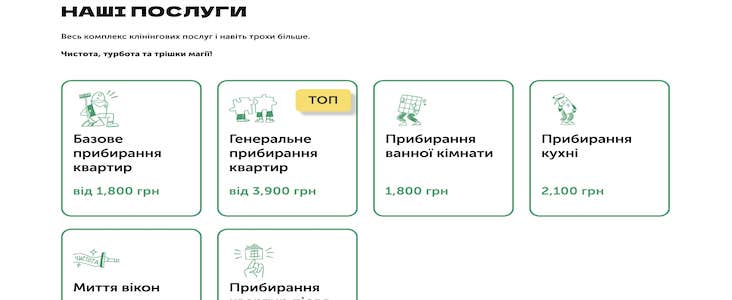 НАШІ ПОСЛУГИ
Весь комплекс клінінгових послуг і навіть трохи більше.
Чистота, турбота та трішки магії!
Базове
прибирання
квартир
від 1,800 грн
ТОП
Генеральне
прибирання
квартир
від 3,900 грн
Прибирання
ванної кімнати
1,800 грн
Прибирання
кухні
2,100 грн
ЧИСТОТА
Миття вікон
Прибирання